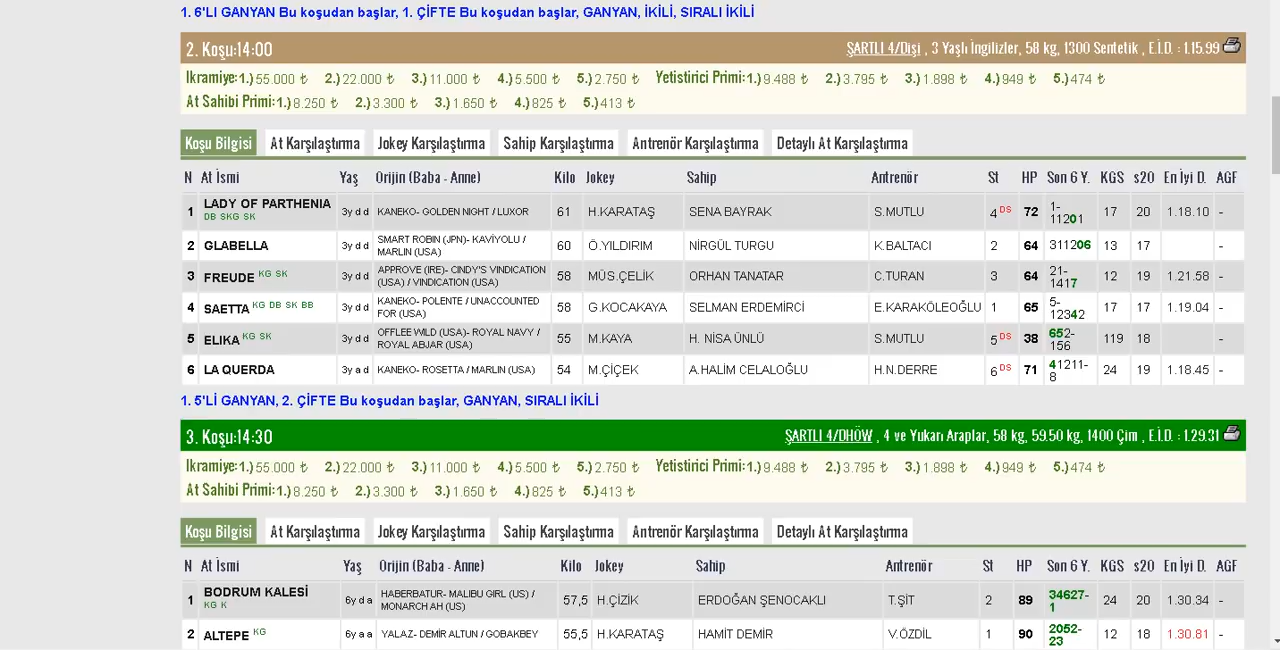 1. 6'LI GANYAN Bu koşudan başlar, 1. ÇİFTE Bu koşudan başlar, GANYAN, İKİLİ, SIRALI İKİLİ
2. Koşu:14:00 ŞARTLI 4/Dişi , 3 Yaşlı İngilizler, 58 kg, 1300 Sentetik , E.İ.D. : 1.15.99
Ikramiye:1.)55.000 ₺ 2.)22.000 ₺ 3.)11.000 ₺ 4.)5.500 ₺ 5.)2.750 ₺ Yetistirici Primi:1.)9.488 ₺ 2.)3.795 ₺ 3.)1.898 ₺ 4.)949 ₺ 5.)474 ₺
At Sahibi Primi:1.)8.250 ₺ 2.)3.300 ₺ 3.)1.650 ₺ 4.)825 ₺ 5.)413 ₺
Koşu Bilgisi At Karşılaştırma Jokey Karşılaştırma Sahip Karşılaştırma Antrenör Karşılaştırma Detaylı At Karşılaştırma
N At İsmi Yaş Orijin (Baba - Anne) Kilo Jokey Sahip Antrenör St HP Son 6 Y. KGS s20 En İyi D. AGF
1 LADY OF PARTHENIA DB SKG SK 3y d d KANEKO- GOLDEN NIGHT / LUXOR 61 H.KARATAŞ SENA BAYRAK S.MUTLU 4 DS 72 1-11201 17 20 1.18.10 -
2 GLABELLA 3y d d SMART ROBIN (JPN)- KAVİYOLU / MARLIN (USA) 60 Ö.YILDIRIM NİRGÜL TURGU K.BALTACI 2 64 311206 13 17 -
3 FREUDE KG SK 3y d d APPROVE (IRE)- CINDY'S VINDICATION (USA) / VINDICATION (USA) 58 MÜS.ÇELİK ORHAN TANATAR C.TURAN 3 64 21-1417 12 19 1.21.58 -
4 SAETTA KG DB SK BB 3y d d KANEKO- POLENTE / UNACCOUNTED FOR (USA) 58 G.KOCAKAYA SELMAN ERDEMİRCİ E.KARAKÖLEOĞLU 1 65 5-12342 17 17 1.19.04 -
5 ELIKA KG SK 3y d d OFFLEE WILD (USA)- ROYAL NAVY / ROYAL ABJAR (USA) 55 M.KAYA H. NİSA ÜNLÜ S.MUTLU 5 DS 38 652-156 119 18 -
6 LA QUERDA 3y a d KANEKO- ROSETTA / MARLIN (USA) 54 M.ÇİÇEK A.HALİM CELALOĞLU H.N.DERRE 6 DS 71 41211-8 24 19 1.18.45 -
1. 5'Lİ GANYAN, 2. ÇİFTE Bu koşudan başlar, GANYAN, SIRALI İKİLİ
3. Koşu:14:30 ŞARTLI 4/DHÖW , 4 ve Yukarı Araplar, 58 kg, 59.50 kg, 1400 Çim , E.İ.D. : 1.29.31
Ikramiye:1.)55.000 ₺ 2.)22.000 ₺ 3.)11.000 ₺ 4.)5.500 ₺ 5.)2.750 ₺ Yetistirici Primi:1.)9.488 ₺ 2.)3.795 ₺ 3.)1.898 ₺ 4.)949 ₺ 5.)474 ₺
At Sahibi Primi:1.)8.250 ₺ 2.)3.300 ₺ 3.)1.650 ₺ 4.)825 ₺ 5.)413 ₺
Koşu Bilgisi At Karşılaştırma Jokey Karşılaştırma Sahip Karşılaştırma Antrenör Karşılaştırma Detaylı At Karşılaştırma
N At İsmi Yaş Orijin (Baba - Anne) Kilo Jokey Sahip Antrenör St HP Son 6 Y. KGS s20 En İyi D. AGF
1 BODRUM KALESİ KG K 6y d a HABERBATUR- MALIBU GIRL (US) / MONARCH AH (US) 57,5 H.ÇİZİK ERDOĞAN ŞENOCAKLI T.ŞİT 2 89 34627-1 24 20 1.30.34 -
2 ALTEPE KG 6y a a YALAZ- DEMİR ALTUN / GOBAKBEY 55,5 H.KARATAŞ HAMİT DEMİR V.ÖZDİL 1 90 2052-23 12 18 1.30.81 -